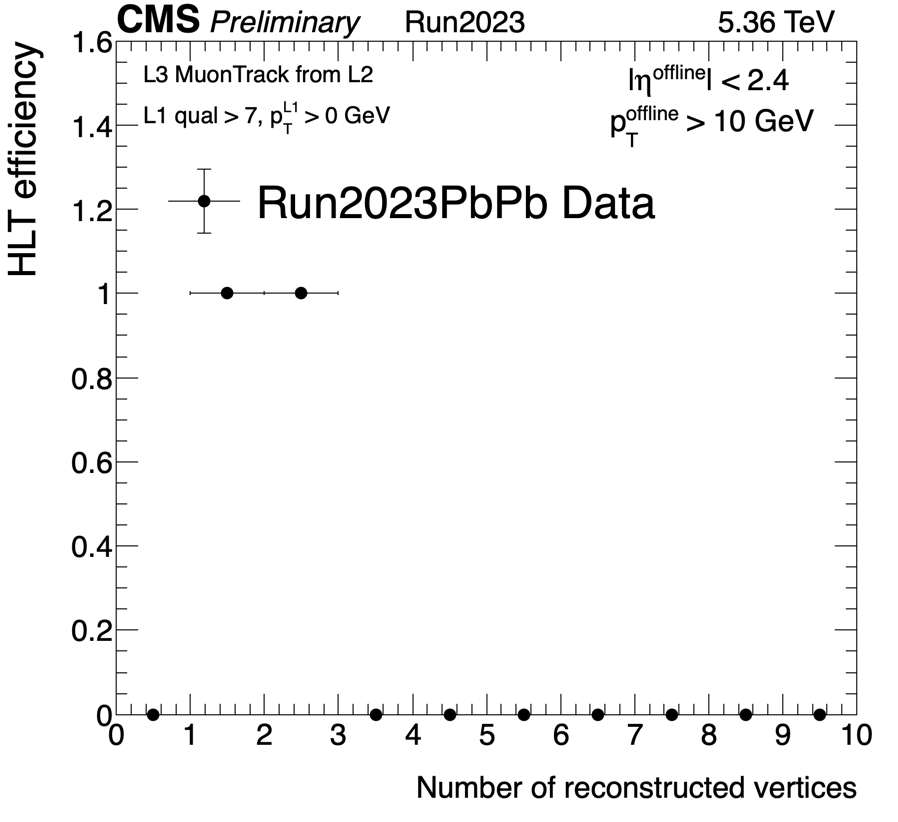 CMS Preliminary Run2023 5.36 TeV
L3 MuonTrack from L2
L1 qual > 7, p_T^L1 > 0 GeV
|η^offline| < 2.4
p_T^offline > 10 GeV
Run2023PbPb Data
HLT efficiency
1.6
1.4
1.2
1
0.8
0.6
0.4
0.2
0
0 1 2 3 4 5 6 7 8 9 10
Number of reconstructed vertices